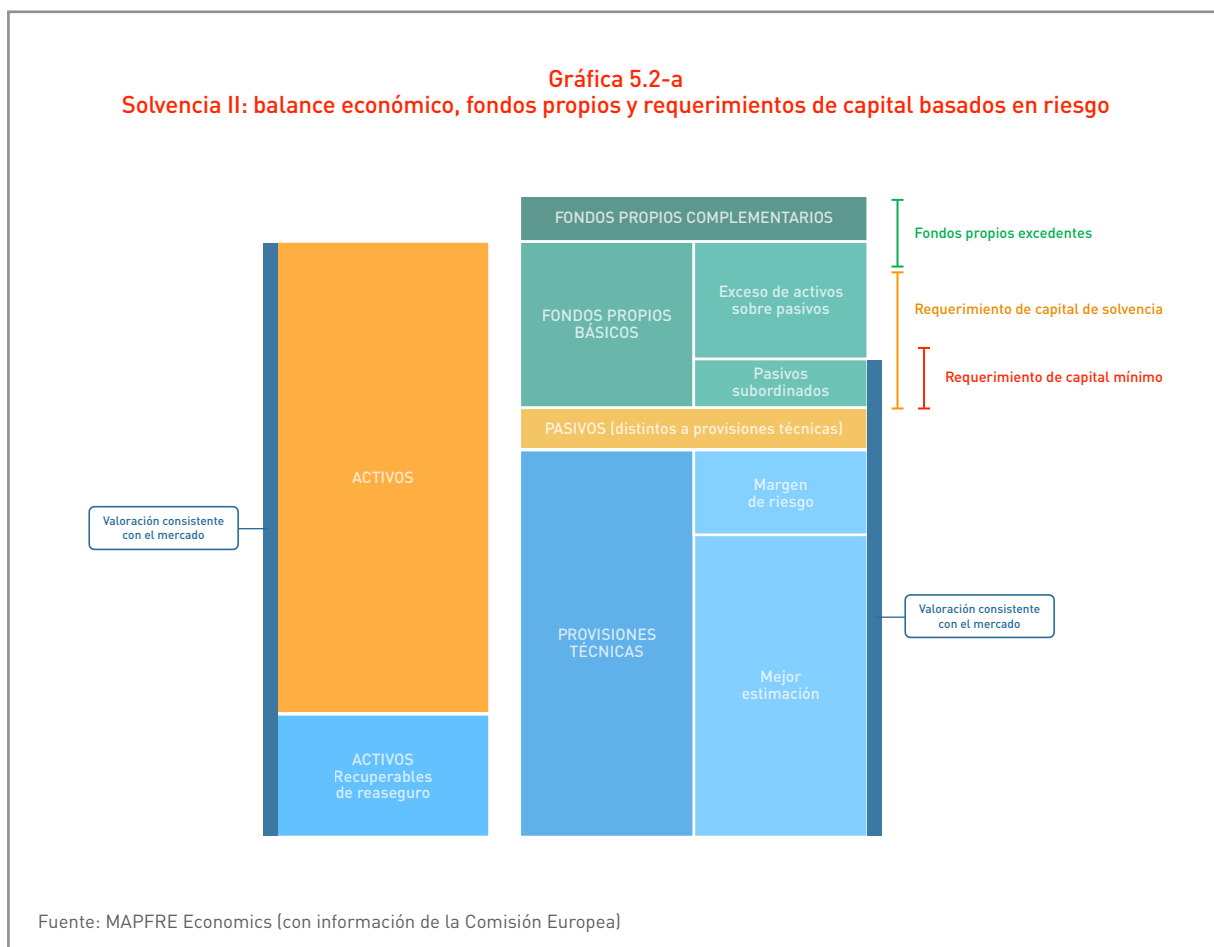 Gráfica 5.2-a
Solvencia II: balance económico, fondos propios y requerimientos de capital basados en riesgo
FONDOS PROPIOS COMPLEMENTARIOS
Fondos propios excedentes
FONDOS PROPIOS
BÁSICOS
Exceso de activos
sobre pasivos
Requerimiento de capital de solvencia
Pasivos
subordinados
Requerimiento de capital mínimo
PASIVOS (distintos a provisiones técnicas)
ACTIVOS
Margen
de riesgo
Valoración consistente
con el mercado
Valoración consistente
con el mercado
PROVISIONES
TÉCNICAS
Mejor
estimación
ACTIVOS
Recuperables
de reaseguro
Fuente: MAPFRE Economics (con información de la Comisión Europea)